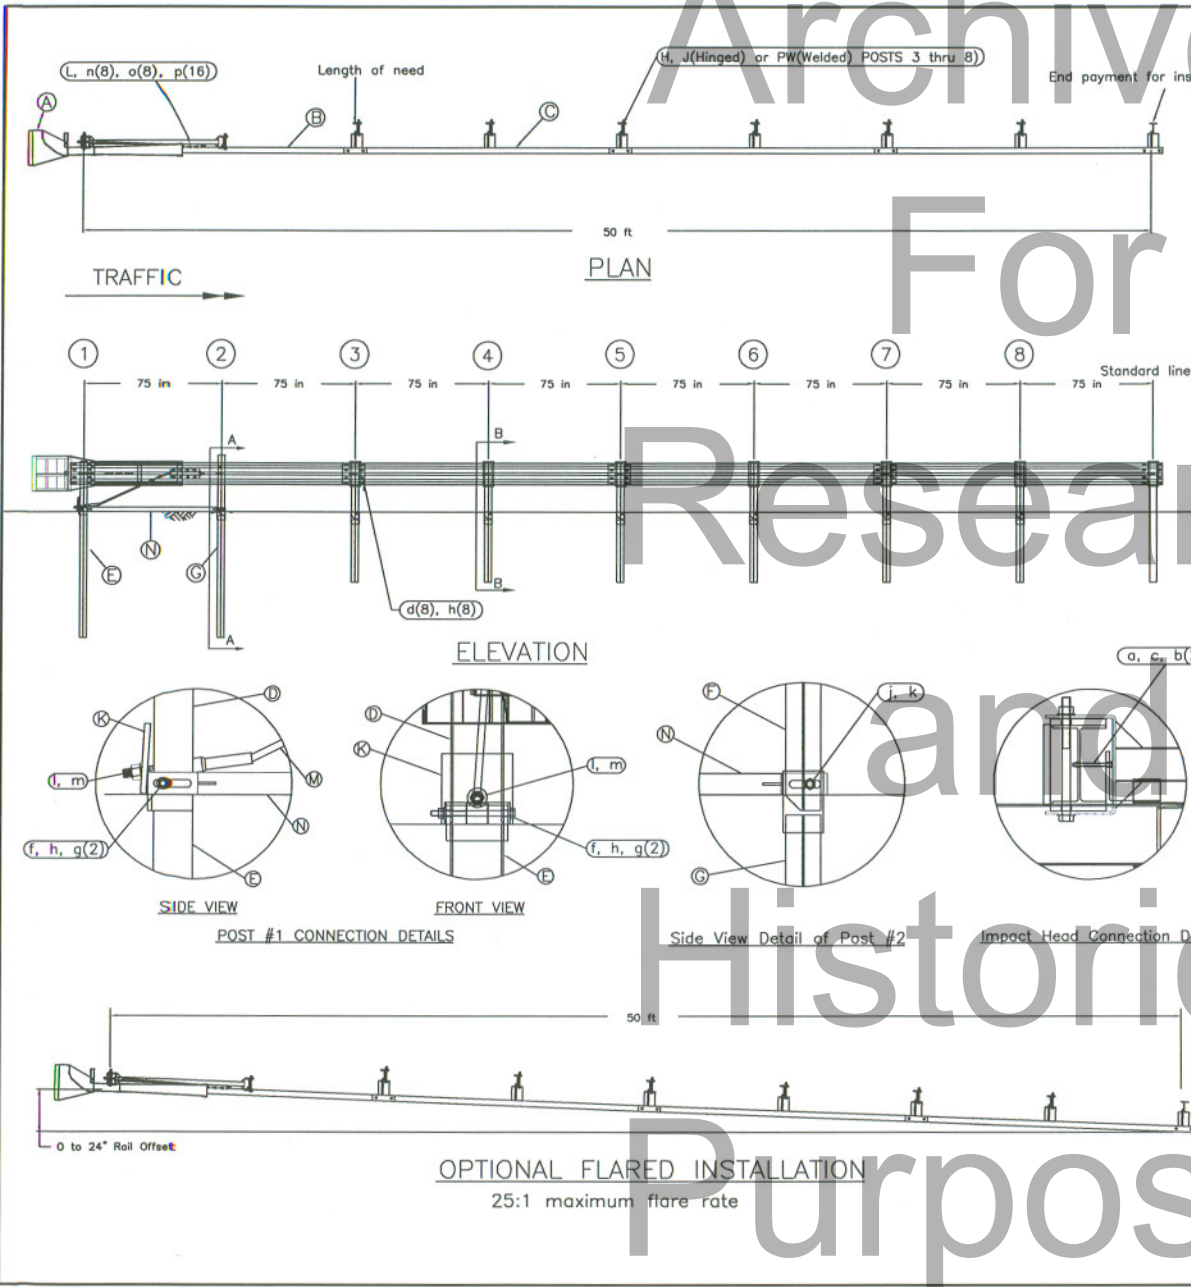 Archiv
L, n(8), o(8), p(16)
Length of need
H, J(Hinged) or PW(Welded) POSTS 3 thru 8)
End payment for ins
A
B
C
50 ft
For
TRAFFIC
PLAN
1 2 3 4 5 6 7 8
75 in 75 in 75 in 75 in 75 in 75 in 75 in 75 in
Standard line
A
B
Resear
N
E
G
B
d(8), h(8)
A
ELEVATION
a, c, b(
and
D
K
l, m
M
N
f, h, g(2)
E
SIDE VIEW
D
K
l, m
f, h, g(2)
E
FRONT VIEW
POST #1 CONNECTION DETAILS
F
j, k
N
G
Side View Detail of Post #2
Impact Head Connection D
Historic
50 ft
0 to 24" Rail Offset
OPTIONAL FLARED INSTALLATION
25:1 maximum flare rate
Purpos